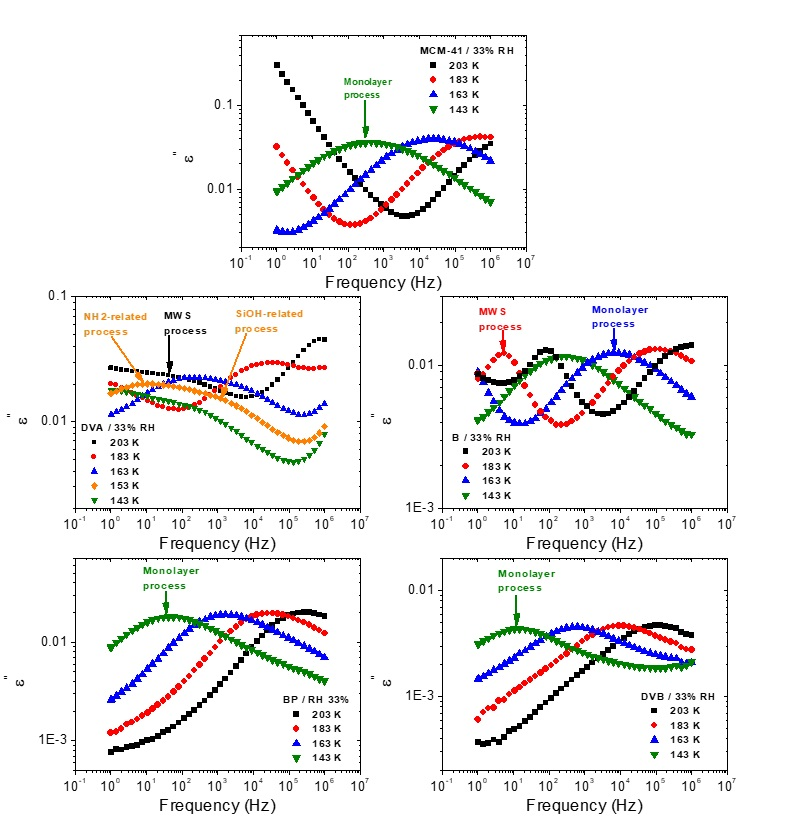 MCM-41 / 33% RH
203 K
183 K
163 K
143 K
Monolayer
process
0.1
0.01
ε''
10-1 100 101 102 103 104 105 106 107
Frequency (Hz)
0.1
0.01
ε''
NH2-related
process
MWS
process
SiOH-related
process
DVA / 33% RH
203 K
183 K
163 K
153 K
143 K
10-1 100 101 102 103 104 105 106 107
Frequency (Hz)
0.01
1E-3
ε''
MWS
process
Monolayer
process
B / 33% RH
203 K
183 K
163 K
143 K
10-1 100 101 102 103 104 105 106 107
Frequency (Hz)
0.01
1E-3
ε''
Monolayer
process
BP / RH 33%
203 K
183 K
163 K
143 K
10-1 100 101 102 103 104 105 106 107
Frequency (Hz)
0.01
1E-3
ε''
Monolayer
process
DVB / 33% RH
203 K
183 K
163 K
143 K
10-1 100 101 102 103 104 105 106 107
Frequency (Hz)